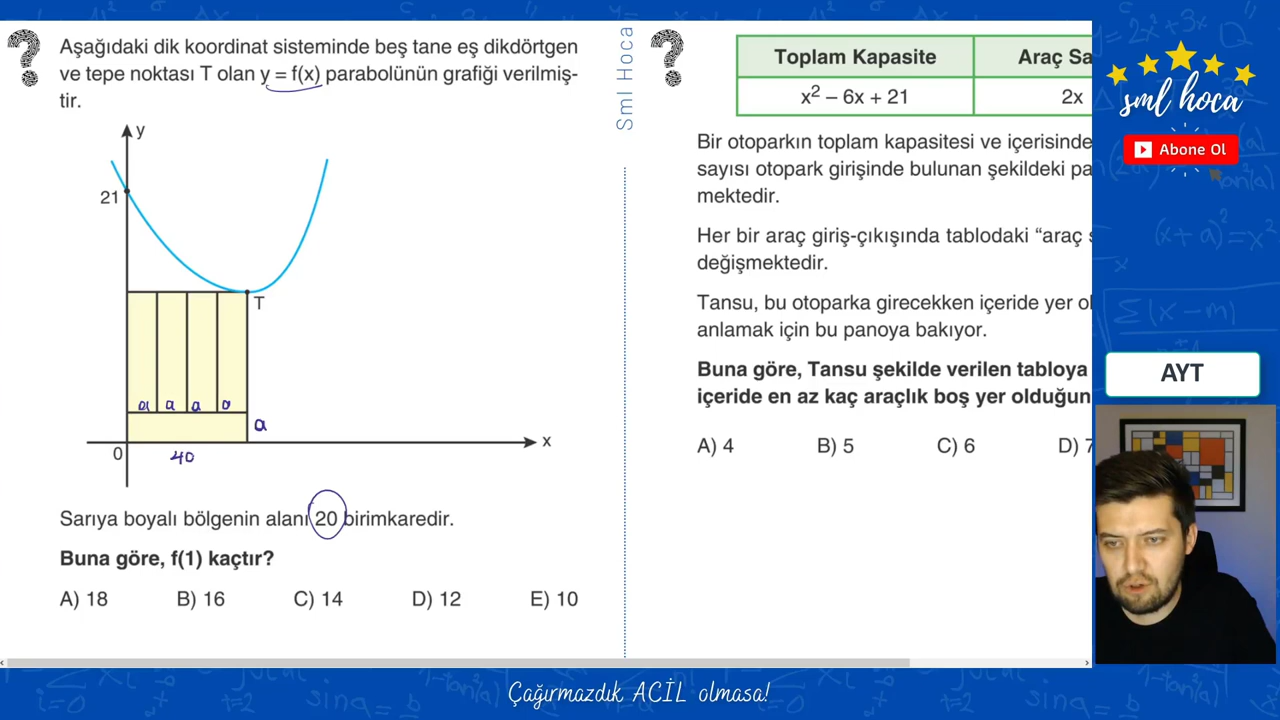 Aşağıdaki dik koordinat sisteminde beş tane eş dikdörtgen
ve tepe noktası T olan y = f(x) parabolünün grafiği verilmiş-
tir.
y
21
T
a a a a
a
0
x
40
Sarıya boyalı bölgenin alanı 20 birimkaredir.
Buna göre, f(1) kaçtır?
A) 18 B) 16 C) 14 D) 12 E) 10
Sml Hoca
Toplam Kapasite Araç Sa
x² – 6x + 21 2x
Bir otoparkın toplam kapasitesi ve içerisinde
sayısı otopark girişinde bulunan şekildeki pa
mektedir.
Her bir araç giriş-çıkışında tablodaki “araç s
değişmektedir.
Tansu, bu otoparka girecekken içeride yer ol
anlamak için bu panoya bakıyor.
Buna göre, Tansu şekilde verilen tabloya
içeride en az kaç araçlık boş yer olduğun
A) 4 B) 5 C) 6 D) 7
sml hoca
Abone Ol
AYT
Çağırmazdık ACİL olmasa!